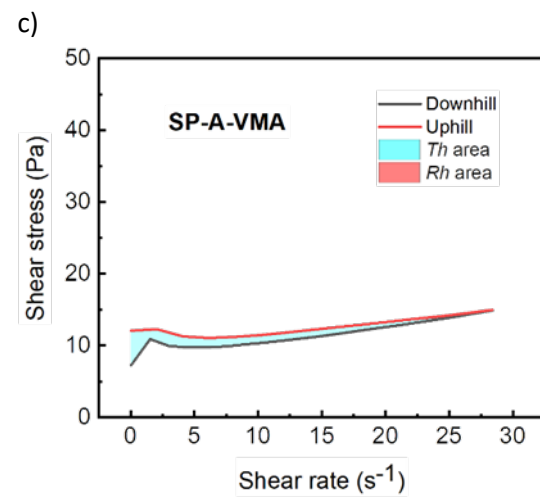 c)
50
40
30
20
10
0
Shear stress (Pa)
SP-A-VMA
Downhill
Uphill
Th area
Rh area
0 5 10 15 20 25 30
Shear rate (s⁻¹)